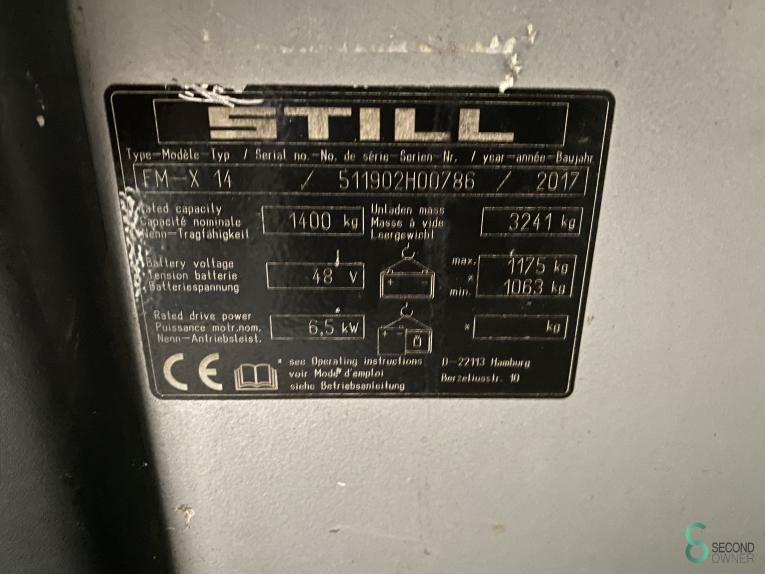 STILL
Type-Modèle-Typ / Serial no.-No. de série-Serien-Nr. / year-année-Baujahr
FM-X 14 / 511902H00786 / 2017
Rated capacity
Capacité nominale
Nenn-Tragfähigkeit
1400 kg
Unladen mass
Masse à vide
Leergewicht
3241 kg
Battery voltage
Tension batterie
Batteriespannung
48 V
max. 1175 kg
*
min. 1063 kg
Rated drive power
Puissance motr.nom.
Nenn-Antriebsleist.
6,5 kW
* kg
CE
* see Operating instructions
voir Mode d'emploi
siehe Betriebsanleitung
D-22113 Hamburg
Berzeliusstr. 10
SECOND
OWNER